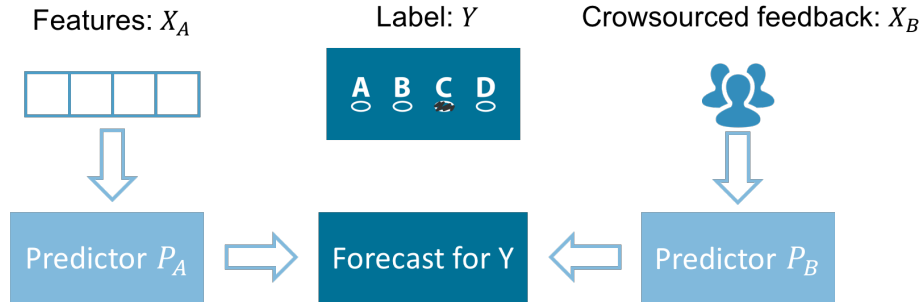 Features: X_A
Label: Y
Crowsourced feedback: X_B
A B C D
Predictor P_A
Forecast for Y
Predictor P_B